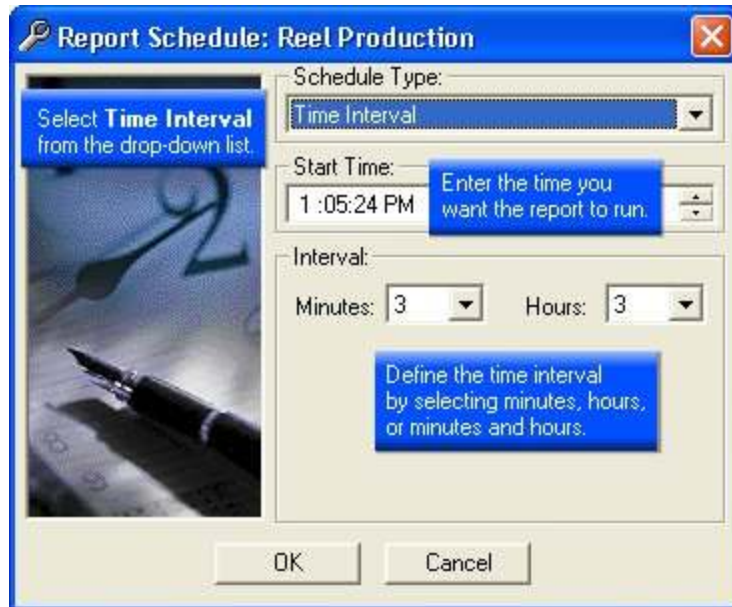 Report Schedule: Reel Production
Select Time Interval
from the drop-down list.
Schedule Type:
Time Interval
Start Time:
1 :05:24 PM
Enter the time you
want the report to run.
Interval:
Minutes: 3 Hours: 3
Define the time interval
by selecting minutes, hours,
or minutes and hours.
OK Cancel